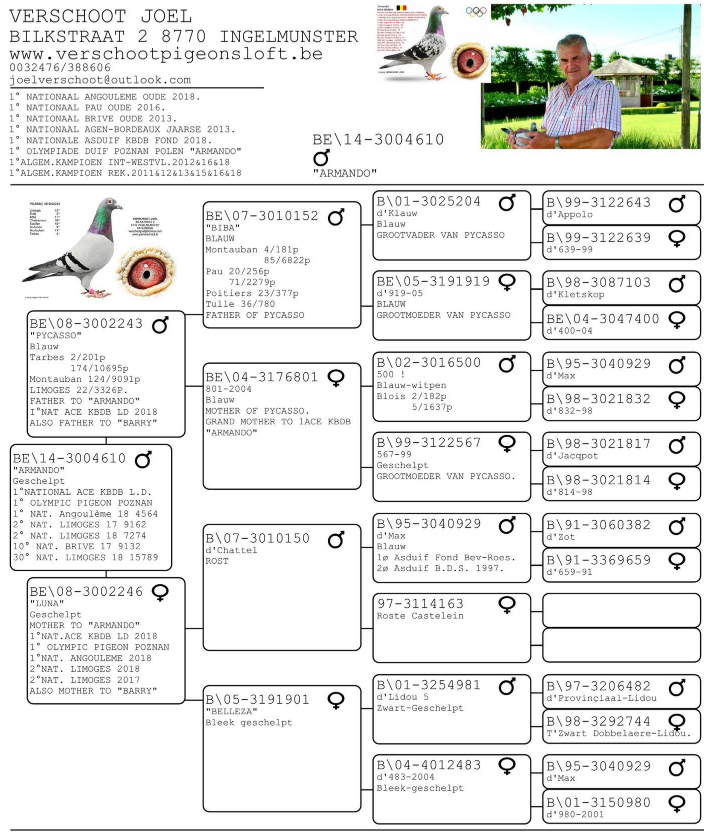 VERSCHOOT JOEL
BILKSTRAAT 2 8770 INGELMUNSTER
www.verschootpigeonsloft.be
0032476/388606
joelverschoot@outlook.com
1° NATIONAAL ANGOULEME OUDE 2018.
1° NATIONAAL PAU OUDE 2016.
1° NATIONAAL BRIVE OUDE 2013.
1° NATIONAAL AGEN-BORDEAUX JAARSE 2013.
1° NATIONALE ASDUIF KBDB FOND 2018.
1° OLYMPIADE DUIF POZNAN POLEN "ARMANDO"
1°ALGEM.KAMPIOEN INT-WESTVL.2012&16&18
1°ALGEM.KAMPIOEN REK.2011&12&13&15&16&18
BE\14-3004610
♂
"ARMANDO"
BE\08-3002243 ♂
"PYCASSO"
Blauw
Tarbes 2/201p
174/10695p
Montauban 124/9091p
LIMOGES 22/3326P.
FATHER TO "ARMANDO"
I°NAT ACE KBDB LD 2018
ALSO FATHER TO "BARRY"
BE\14-3004610 ♂
"ARMANDO"
Geschelpt
1°NATIONAL ACE KBDB L.D.
1° OLYMPIC PIGEON POZNAN
1° NAT. Angoulème 18 4564
2° NAT. LIMOGES 17 9162
2° NAT. LIMOGES 18 7274
10° NAT. BRIVE 17 9132
30° NAT. LIMOGES 18 15789
BE\08-3002246 ♀
"LUNA"
Geschelpt
MOTHER TO "ARMANDO"
1°NAT.ACE KBDB LD 2018
1° OLYMPIC PIGEON POZNAN
1°NAT. ANGOULEME 2018
2°NAT. LIMOGES 2018
2°NAT. LIMOGES 2017
ALSO MOTHER TO "BARRY"
BE\07-3010152 ♂
"BIBA"
BLAUW
Montauban 4/181p
85/6822p
Pau 20/256p
71/2279p
Poitiers 23/377p
Tulle 36/780
FATHER OF PYCASSO
BE\04-3176801 ♀
801-2004
Blauw
MOTHER OF PYCASSO.
GRAND MOTHER TO 1ACE KBDB
"ARMANDO"
B\07-3010150 ♂
d'Chattel
ROST
B\05-3191901 ♀
"BELLEZA"
Bleek geschelpt
B\01-3025204 ♂
d'Klauw
Blauw
GROOTVADER VAN PYCASSO
BE\05-3191919 ♀
d'919-05
BLAUW
GROOTMOEDER VAN PYCASSO
B\02-3016500 ♂
500 !
Blauw-witpen
Blois 2/182p
5/1637p
B\99-3122567 ♀
567-99
Geschelpt
GROOTMOEDER VAN PYCASSO.
B\95-3040929 ♂
d'Max
Blauw
1ø Asduif Fond Bev-Roes.
2ø Asduif B.D.S. 1997.
97-3114163 ♀
Roste Castelein
B\01-3254981 ♂
d'Lidou 5
Zwart-Geschelpt
B\04-4012483 ♀
d'483-2004
Bleek-geschelpt
B\99-3122643 ♂
d'Appolo
B\99-3122639 ♀
d'639-99
B\98-3087103 ♂
d'Kletskop
BE\04-3047400 ♀
d'400-04
B\95-3040929 ♂
d'Max
B\98-3021832 ♀
d'832-98
B\98-3021817 ♂
d'Jacqpot
B\98-3021814 ♀
d'814-98
B\91-3060382 ♂
d'Zot
B\91-3369659 ♀
d'659-91
B\97-3206482 ♂
d'Provinçiaal-Lidou
B\98-3292744 ♀
T'Zwart Dobbelaere-Lidou.
B\95-3040929 ♂
d'Max
B\01-3150980 ♀
d'980-2001